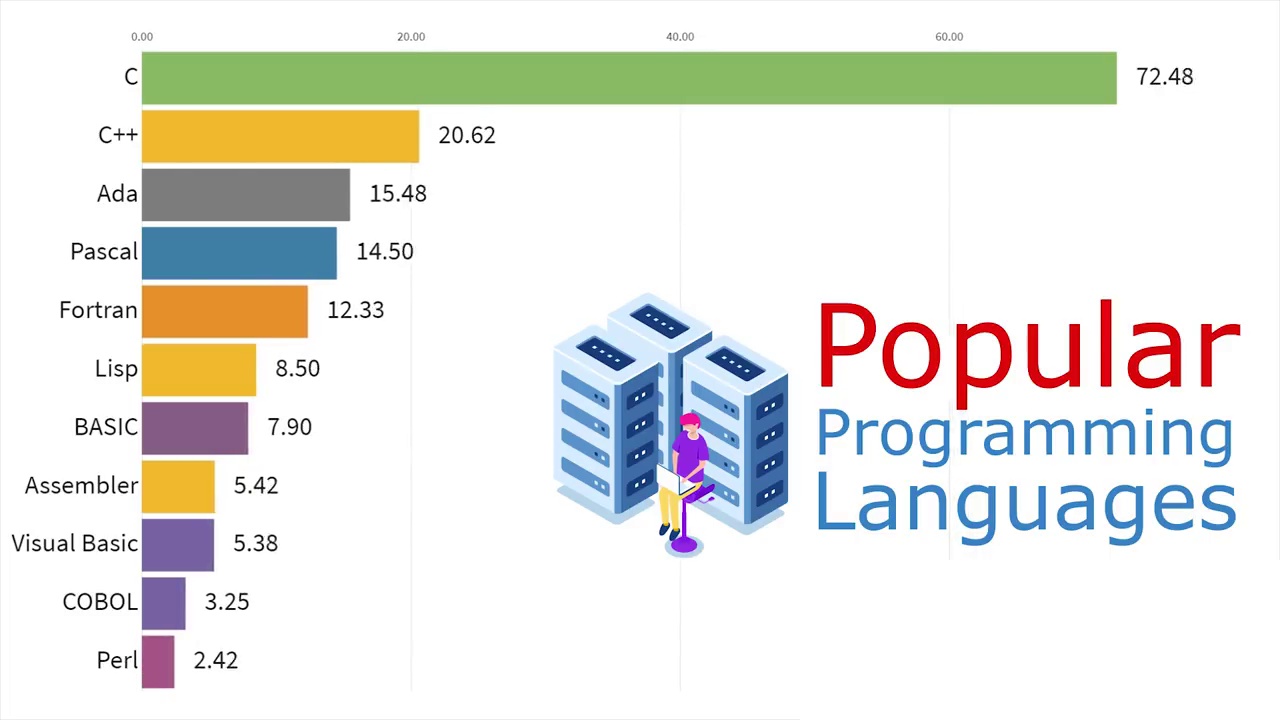 0.00 20.00 40.00 60.00
C 72.48
C++ 20.62
Ada 15.48
Pascal 14.50
Fortran 12.33
Lisp 8.50
BASIC 7.90
Assembler 5.42
Visual Basic 5.38
COBOL 3.25
Perl 2.42
Popular
Programming
Languages